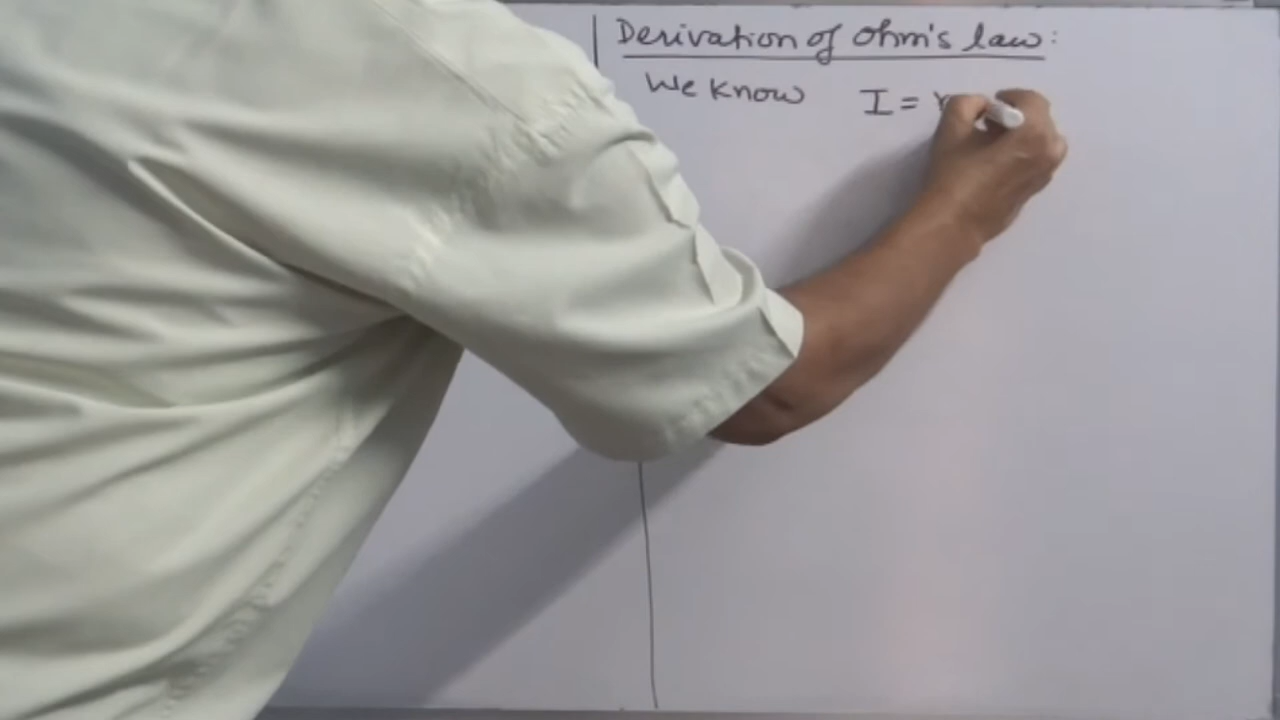 Derivation of Ohm's law:
We know I =